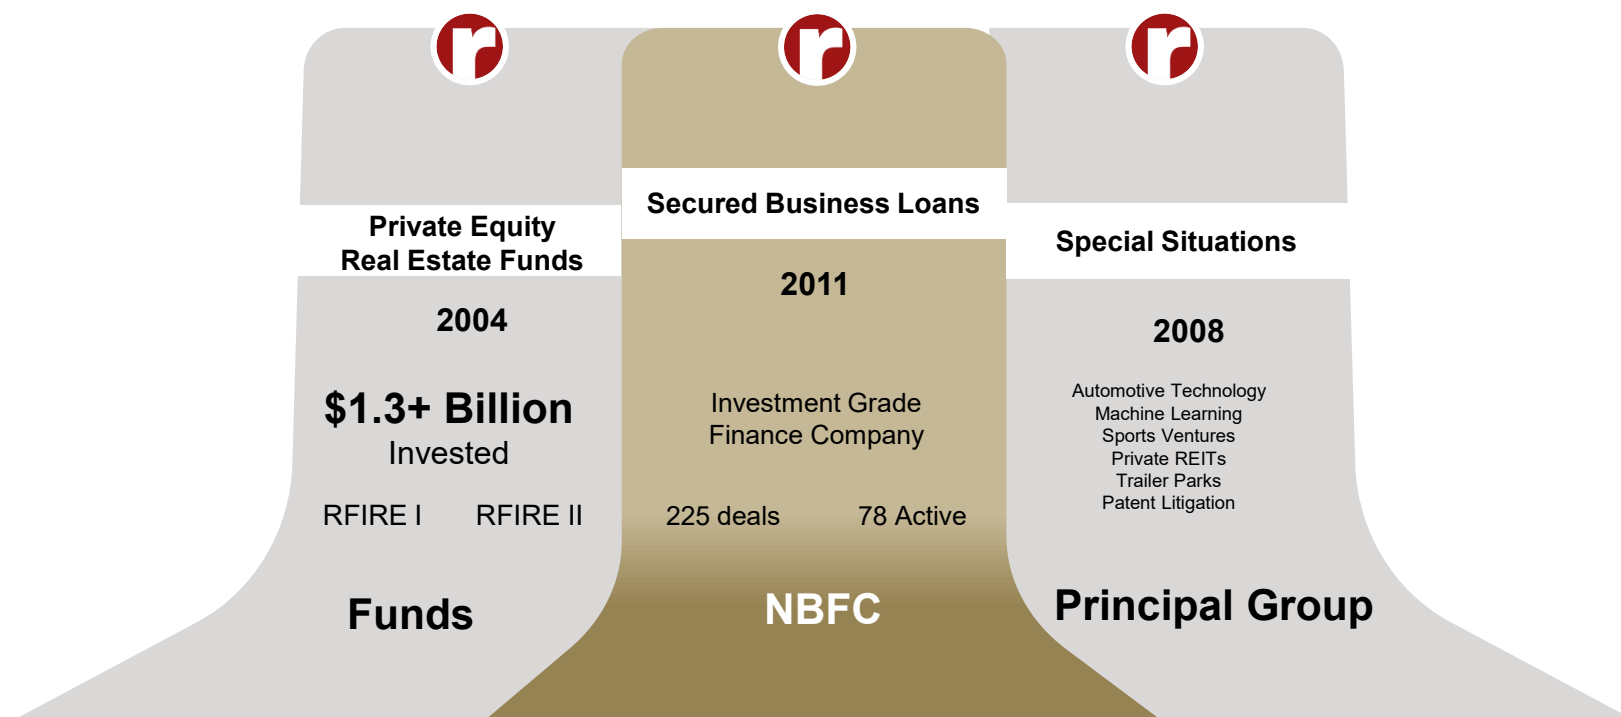 r
r
r
Private Equity
Real Estate Funds
2004
$1.3+ Billion
Invested
RFIRE I RFIRE II
Funds
Secured Business Loans
2011
Investment Grade
Finance Company
225 deals 78 Active
NBFC
Special Situations
2008
Automotive Technology
Machine Learning
Sports Ventures
Private REITs
Trailer Parks
Patent Litigation
Principal Group